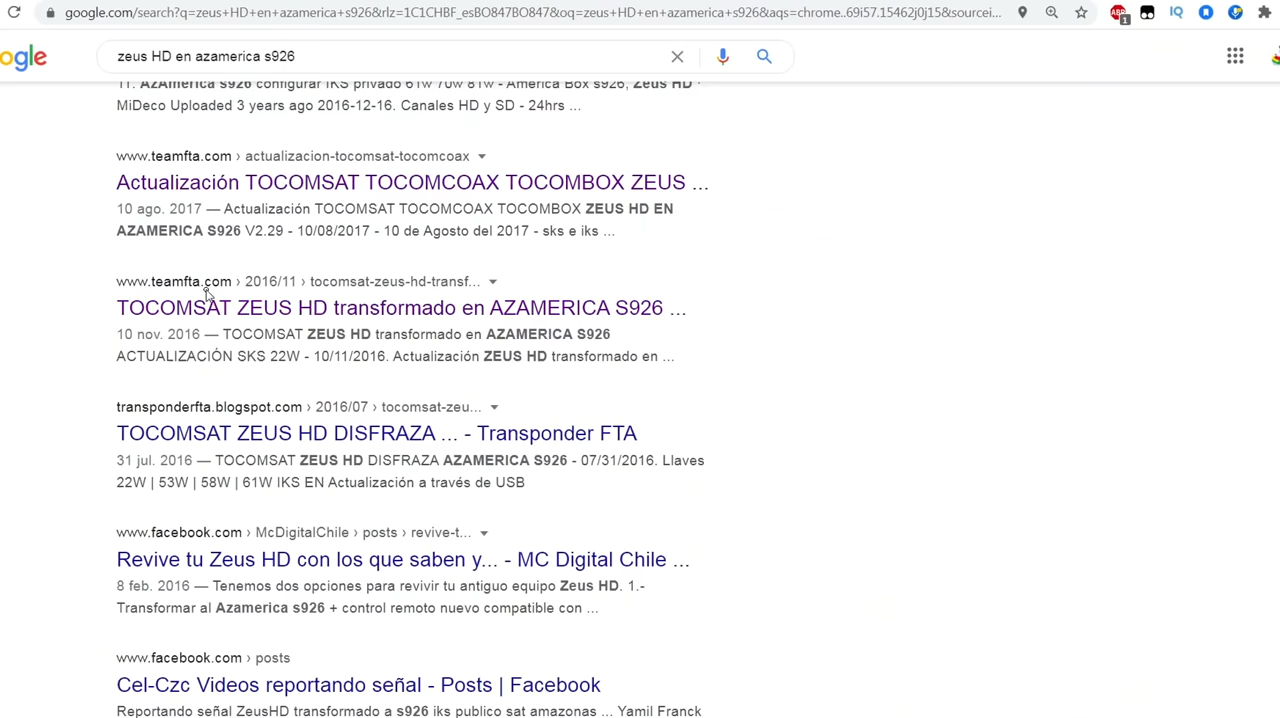 google.com/search?q=zeus+HD+en+azamerica+s926&rlz=1C1CHBF_esBO847BO847&oq=zeus+HD+en+azamerica+s926&aqs=chrome..69i57.15462j0j15&sourcei...
ogle
zeus HD en azamerica s926
11. AzAmerica s926 configurar IKS privado 61w 70w 81w - America Box s926, Zeus HD
MiDeco Uploaded 3 years ago 2016-12-16. Canales HD y SD - 24hrs ...
www.teamfta.com › actualizacion-tocomsat-tocomcoax
Actualización TOCOMSAT TOCOMCOAX TOCOMBOX ZEUS ...
10 ago. 2017 — Actualización TOCOMSAT TOCOMCOAX TOCOMBOX ZEUS HD EN
AZAMERICA S926 V2.29 - 10/08/2017 - 10 de Agosto del 2017 - sks e iks ...
www.teamfta.com › 2016/11 › tocomsat-zeus-hd-transf...
TOCOMSAT ZEUS HD transformado en AZAMERICA S926 ...
10 nov. 2016 — TOCOMSAT ZEUS HD transformado en AZAMERICA S926
ACTUALIZACIÓN SKS 22W - 10/11/2016. Actualización ZEUS HD transformado en ...
transponderfta.blogspot.com › 2016/07 › tocomsat-zeu...
TOCOMSAT ZEUS HD DISFRAZA ... - Transponder FTA
31 jul. 2016 — TOCOMSAT ZEUS HD DISFRAZA AZAMERICA S926 - 07/31/2016. Llaves
22W | 53W | 58W | 61W IKS EN Actualización a través de USB
www.facebook.com › McDigitalChile › posts › revive-t...
Revive tu Zeus HD con los que saben y... - MC Digital Chile ...
8 feb. 2016 — Tenemos dos opciones para revivir tu antiguo equipo Zeus HD. 1.-
Transformar al Azamerica s926 + control remoto nuevo compatible con ...
www.facebook.com › posts
Cel-Czc Videos reportando señal - Posts | Facebook
Reportando señal ZeusHD transformado a s926 iks publico sat amazonas ... Yamil Franck